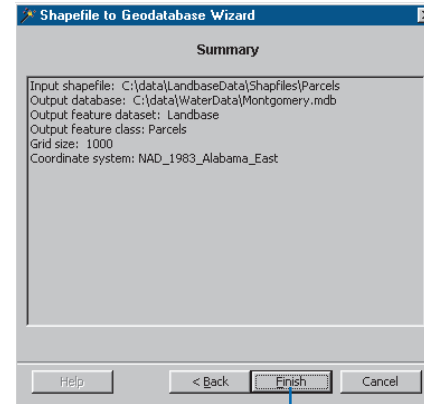 Shapefile to Geodatabase Wizard
Summary
Input shapefile: C:\data\LandbaseData\Shapfiles\Parcels
Output database: C:\data\WaterData\Montgomery.mdb
Output feature dataset: Landbase
Output feature class: Parcels
Grid size: 1000
Coordinate system: NAD_1983_Alabama_East
Help < Back Finish Cancel